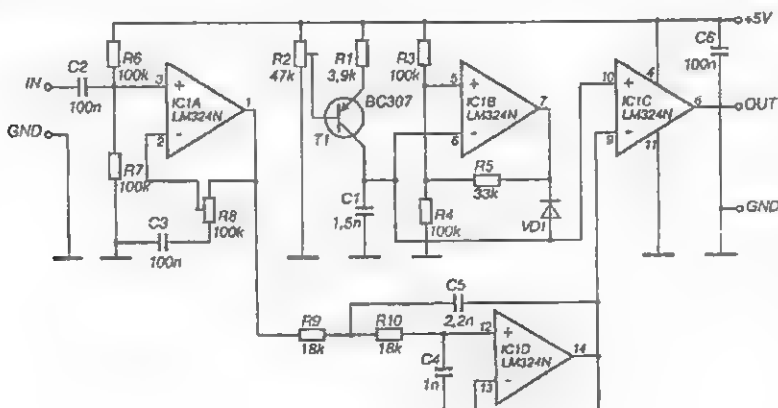 +5V
C6
100n
R6
100k
R2
47k
R1
3,9k
R3
100k
C2
100n
IN
3
+
1
IC1A
LM324N
-
2
BC307
T1
5
+
7
IC1B
LM324N
-
6
10
+
4
IC1C
LM324N
-
9
11
OUT
GND
R7
100k
R8
100k
C3
100n
C1
1,5n
R4
100k
R5
33k
VD1
GND
C5
2,2n
R9
18k
R10
18k
12
+
14
IC1D
LM324N
-
13
C4
1n